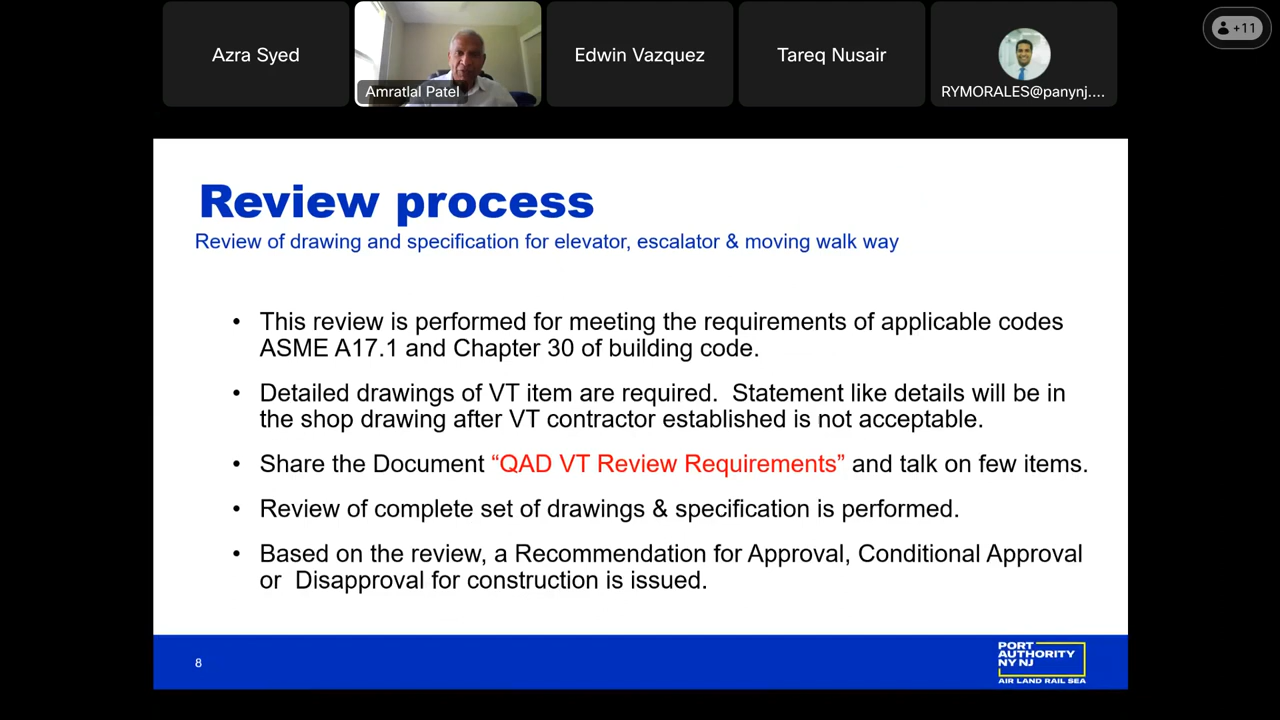 Azra Syed
Amratlal Patel
Edwin Vazquez
Tareq Nusair
RYMORALES@panynj....
+11
Review process
Review of drawing and specification for elevator, escalator & moving walk way
• This review is performed for meeting the requirements of applicable codes
ASME A17.1 and Chapter 30 of building code.
• Detailed drawings of VT item are required.  Statement like details will be in
the shop drawing after VT contractor established is not acceptable.
• Share the Document “QAD VT Review Requirements” and talk on few items.
• Review of complete set of drawings & specification is performed.
• Based on the review, a Recommendation for Approval, Conditional Approval
or  Disapproval for construction is issued.
8
PORT
AUTHORITY
NY NJ
AIR LAND RAIL SEA